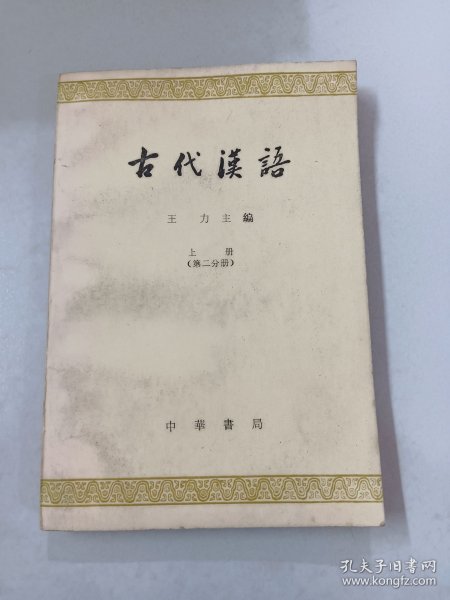 古代漢語
王力主編
上册
（第二分册）
中華書局
孔夫子旧书网
www.kongfz.com